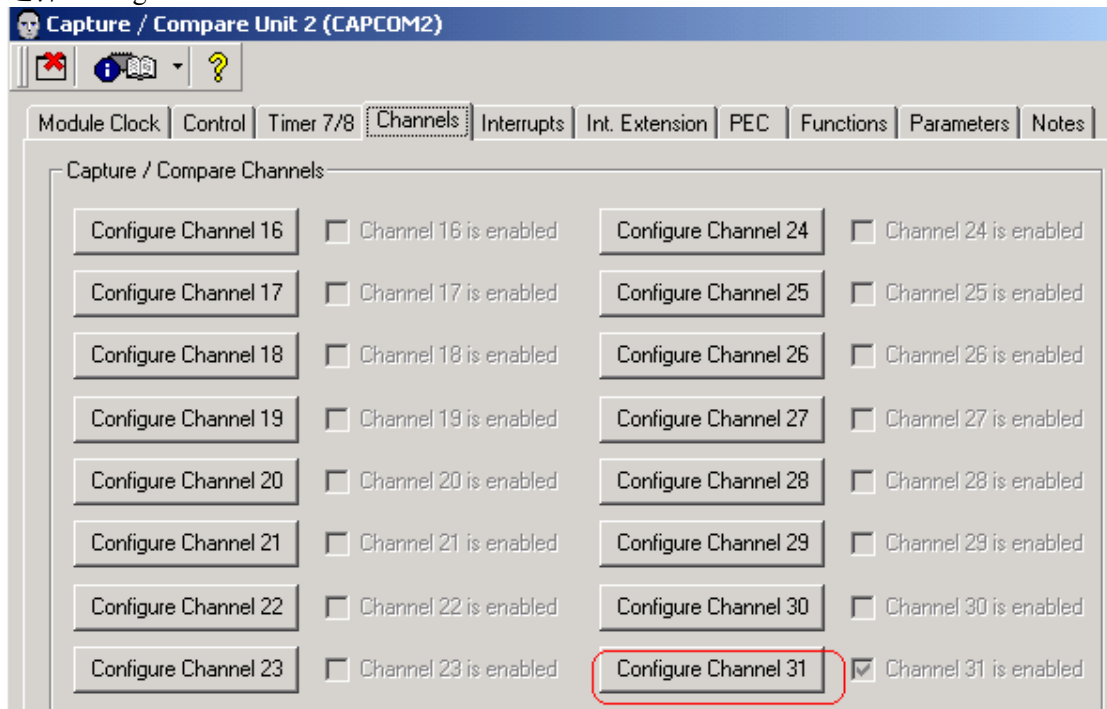 Capture / Compare Unit 2 (CAPCOM2)
Module Clock Control Timer 7/8 Channels Interrupts Int. Extension PEC Functions Parameters Notes
Capture / Compare Channels
Configure Channel 16 Channel 16 is enabled Configure Channel 24 Channel 24 is enabled
Configure Channel 17 Channel 17 is enabled Configure Channel 25 Channel 25 is enabled
Configure Channel 18 Channel 18 is enabled Configure Channel 26 Channel 26 is enabled
Configure Channel 19 Channel 19 is enabled Configure Channel 27 Channel 27 is enabled
Configure Channel 20 Channel 20 is enabled Configure Channel 28 Channel 28 is enabled
Configure Channel 21 Channel 21 is enabled Configure Channel 29 Channel 29 is enabled
Configure Channel 22 Channel 22 is enabled Configure Channel 30 Channel 30 is enabled
Configure Channel 23 Channel 23 is enabled Configure Channel 31 Channel 31 is enabled